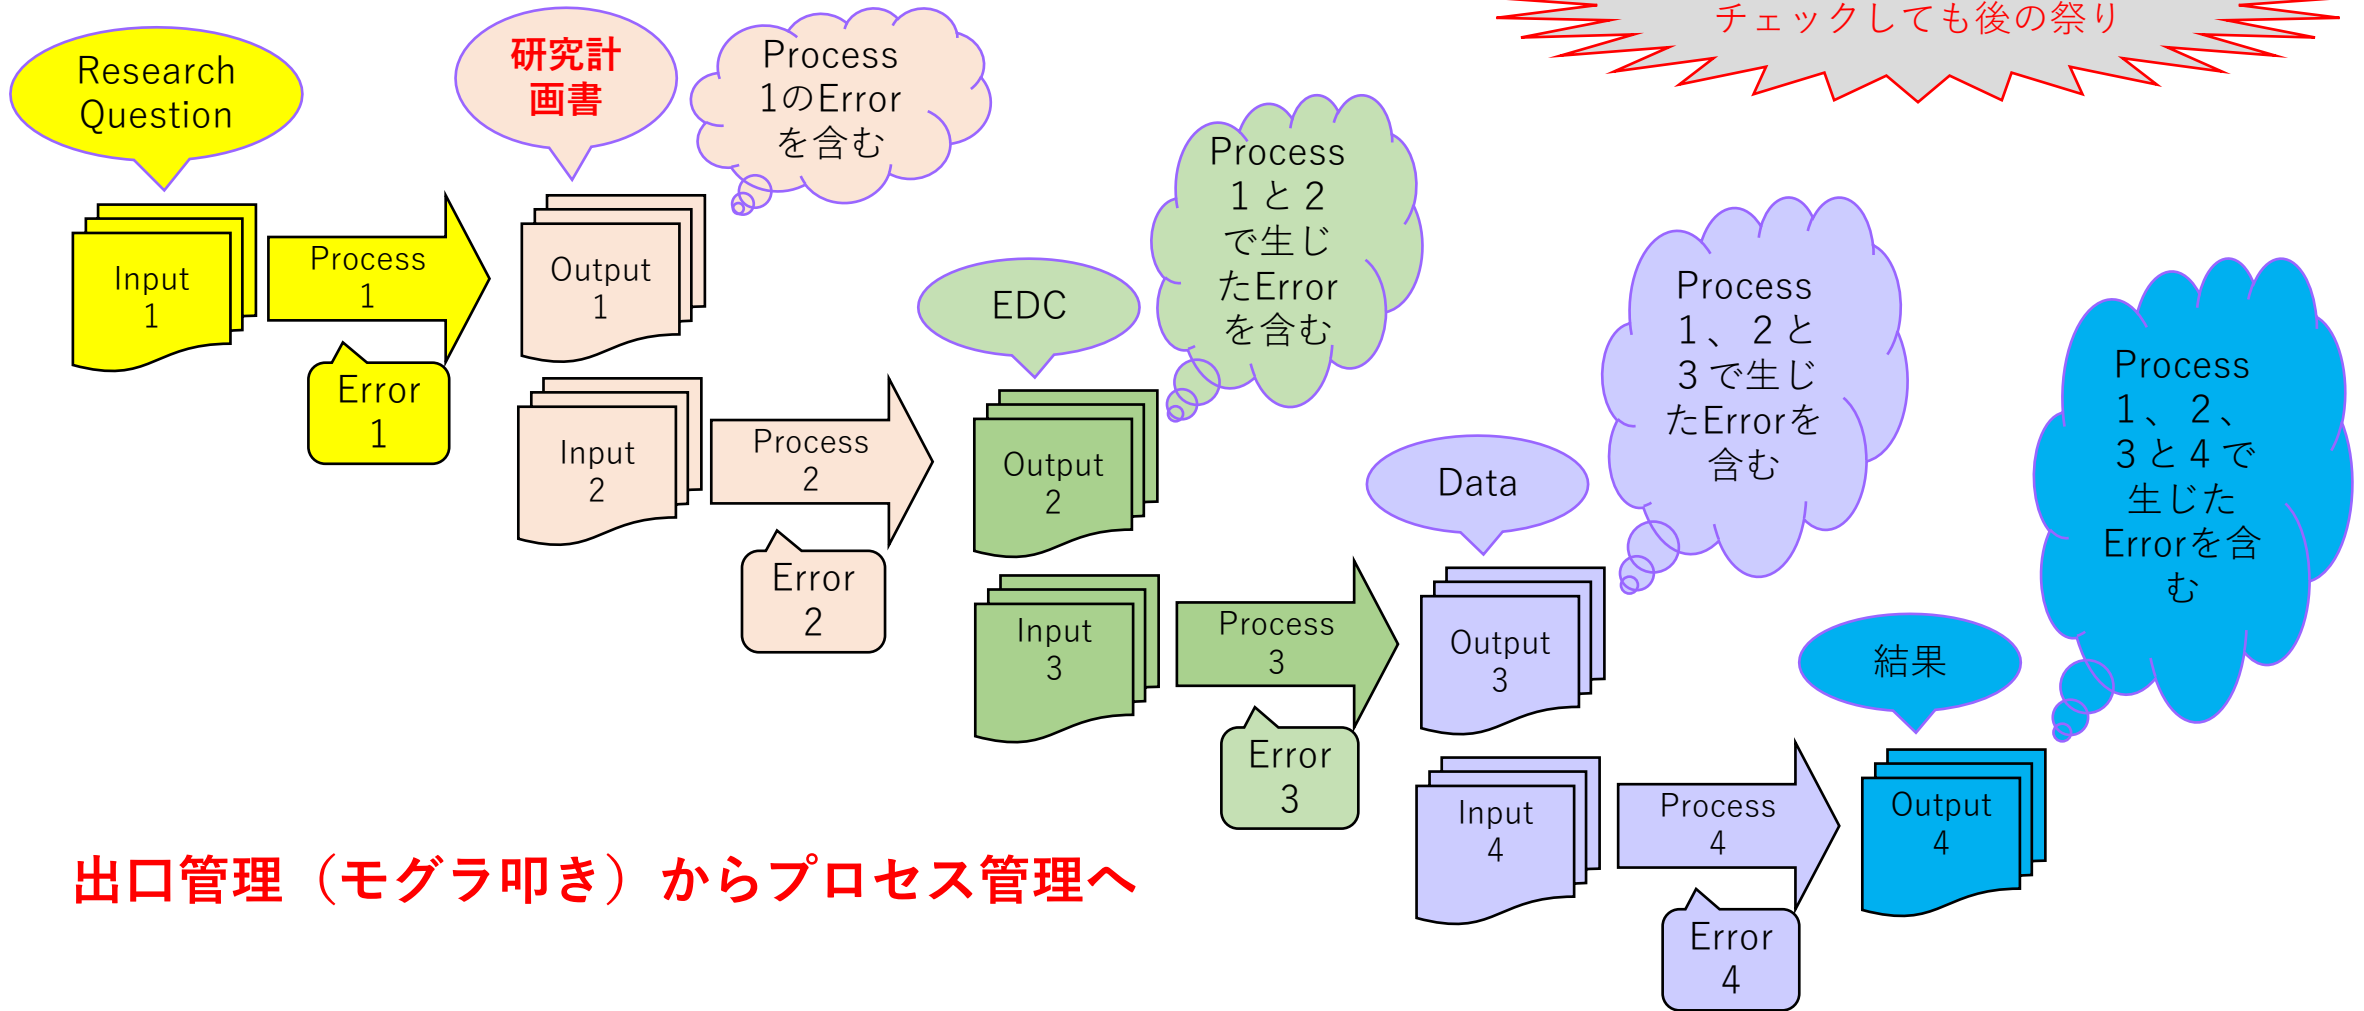 チェックしても後の祭り
Research
Question
研究計
画書
Process
1のError
を含む
Input
1
Process
1
Error
1
Output
1
Input
2
Process
2
Error
2
EDC
Process
１と２
で生じ
たError
を含む
Output
2
Input
3
Process
3
Error
3
Data
Process
１、２と
３で生じ
たErrorを
含む
Output
3
Input
4
Process
4
Error
4
結果
Process
１、２、
３と４で
生じた
Errorを含
む
Output
4
出口管理（モグラ叩き）からプロセス管理へ